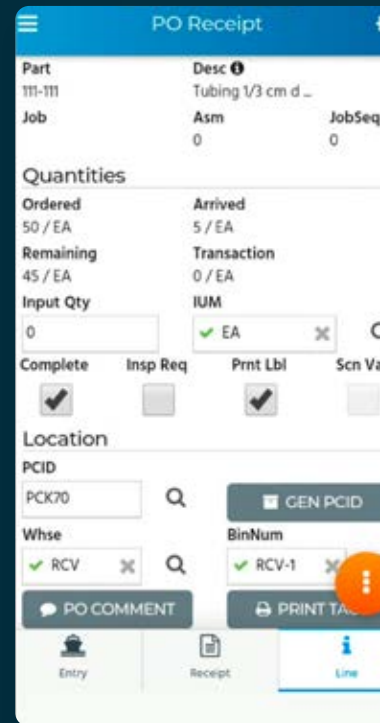 PO Receipt
Part Desc
111-111 Tubing 1/3 cm d ...
Job Asm JobSeq
0 0
Quantities
Ordered Arrived
50 / EA 5 / EA
Remaining Transaction
45 / EA 0 / EA
Input Qty IUM
0 EA
Complete Insp Req Prnt Lbl Scn Va
Location
PCID
PCK70 GEN PCID
Whse BinNum
RCV RCV-1
PO COMMENT PRINT TA
Entry Receipt Line